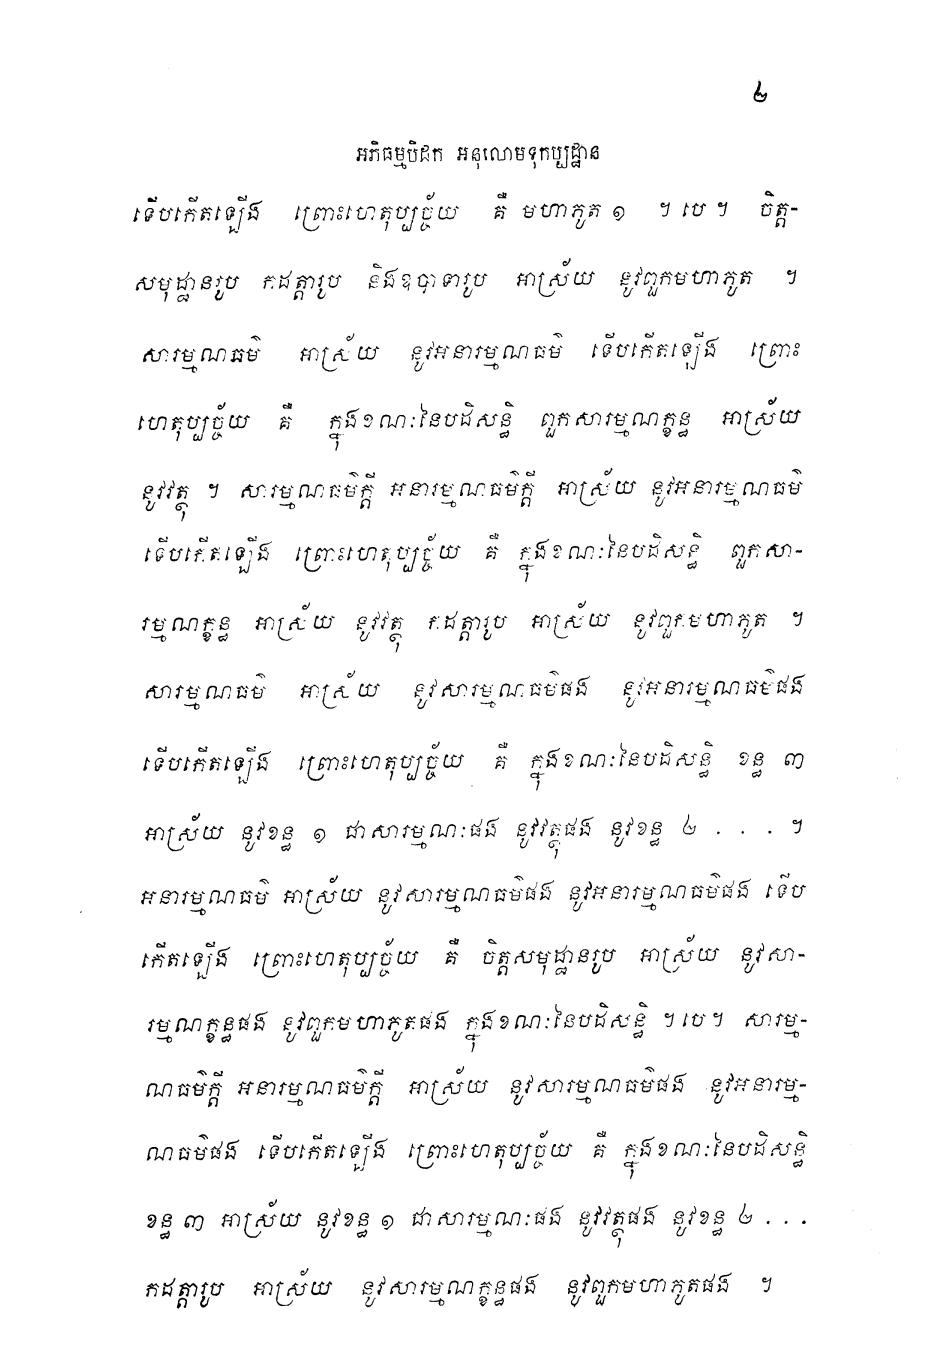 ២
អភិធម្មបិដក អនុលោមទុកប្បដ្ឋាន
ទើបកើតឡើង ព្រោះហេតុប្បច្ច័យ គឺ មហាភូត ១ ។ បេ ។ ចិត្ត-
សមុដ្ឋានរូប កដត្តារូប និងឧបាទារូប អាស្រ័យ នូវពួកមហាភូត ។
សារម្មណធម៌ អាស្រ័យ នូវអនារម្មណធម៌ ទើបកើតឡើង ព្រោះ
ហេតុប្បច្ច័យ គឺ ក្នុងខណៈនៃបដិសន្ធិ ពួកសារម្មណក្ខន្ធ អាស្រ័យ
នូវវត្ថុ ។ សារម្មណធម៌ក្តី អនារម្មណធម៌ក្តី អាស្រ័យ នូវអនារម្មណធម៌
ទើបកើតឡើង ព្រោះហេតុប្បច្ច័យ គឺ ក្នុងខណៈនៃបដិសន្ធិ ពួកសា-
រម្មណក្ខន្ធ អាស្រ័យ នូវវត្ថុ កដត្តារូប អាស្រ័យ នូវពួកមហាភូត ។
សារម្មណធម៌ អាស្រ័យ នូវសារម្មណធម៌ផង នូវអនារម្មណធម៌ផង
ទើបកើតឡើង ព្រោះហេតុប្បច្ច័យ គឺ ក្នុងខណៈនៃបដិសន្ធិ ខន្ធ ៣
អាស្រ័យ នូវខន្ធ ១ ជាសារម្មណៈផង នូវវត្ថុផង នូវខន្ធ ២ . . . ។
អនារម្មណធម៌ អាស្រ័យ នូវសារម្មណធម៌ផង នូវអនារម្មណធម៌ផង ទើប
កើតឡើង ព្រោះហេតុប្បច្ច័យ គឺ ចិត្តសមុដ្ឋានរូប អាស្រ័យ នូវសា-
រម្មណក្ខន្ធផង នូវពួកមហាភូតផង ក្នុងខណៈនៃបដិសន្ធិ ។ បេ ។ សារម្ម-
ណធម៌ក្តី អនារម្មណធម៌ក្តី អាស្រ័យ នូវសារម្មណធម៌ផង នូវអនារម្ម-
ណធម៌ផង ទើបកើតឡើង ព្រោះហេតុប្បច្ច័យ គឺ ក្នុងខណៈនៃបដិសន្ធិ
ខន្ធ ៣ អាស្រ័យ នូវខន្ធ ១ ជាសារម្មណៈផង នូវវត្ថុផង នូវខន្ធ ២ . . .
កដត្តារូប អាស្រ័យ នូវសារម្មណក្ខន្ធផង នូវពួកមហាភូតផង ។